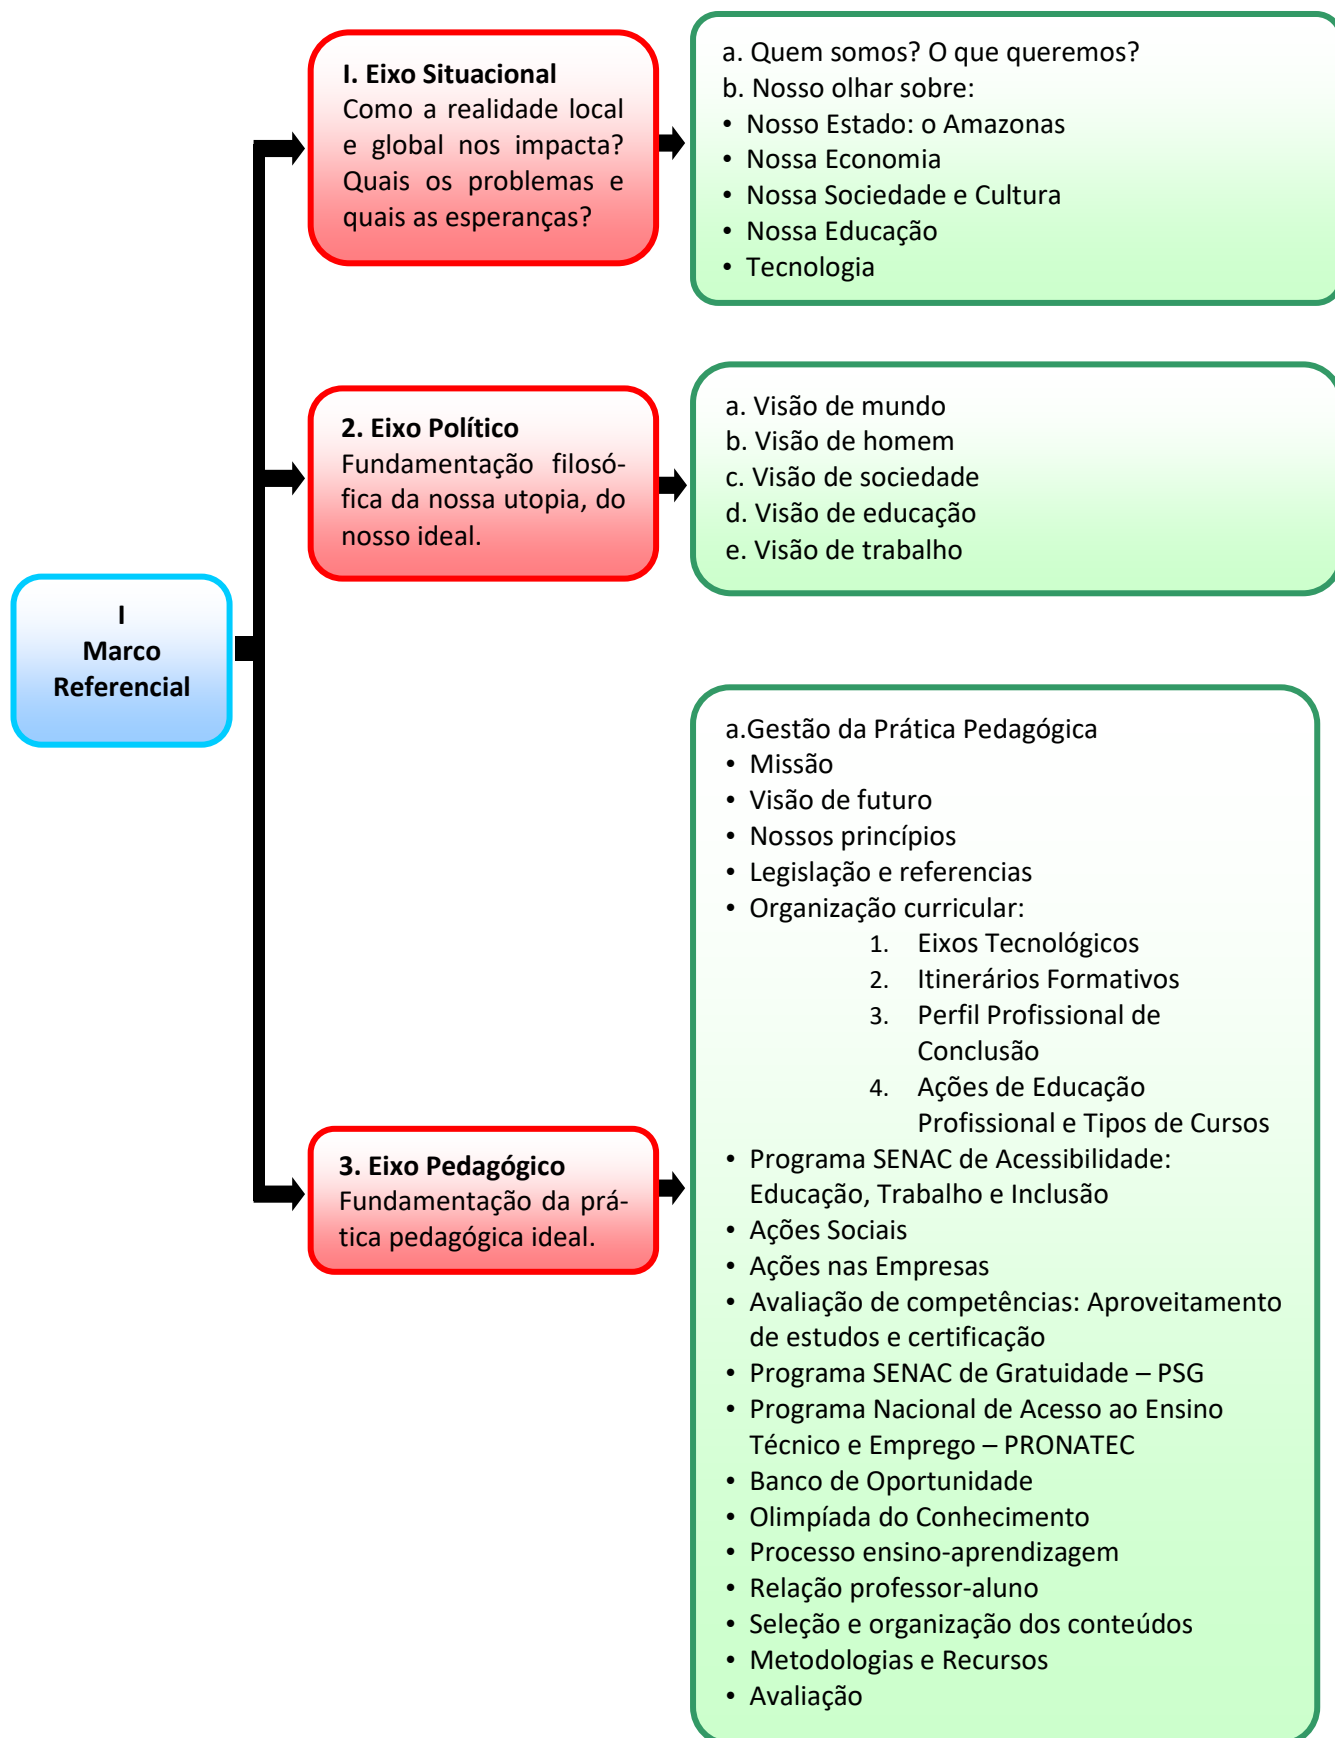 I
Marco
Referencial
I. Eixo Situacional
Como a realidade local
e global nos impacta?
Quais os problemas e
quais as esperanças?
a. Quem somos? O que queremos?
b. Nosso olhar sobre:
• Nosso Estado: o Amazonas
• Nossa Economia
• Nossa Sociedade e Cultura
• Nossa Educação
• Tecnologia
2. Eixo Político
Fundamentação filosó-
fica da nossa utopia, do
nosso ideal.
a. Visão de mundo
b. Visão de homem
c. Visão de sociedade
d. Visão de educação
e. Visão de trabalho
3. Eixo Pedagógico
Fundamentação da prá-
tica pedagógica ideal.
a.Gestão da Prática Pedagógica
• Missão
• Visão de futuro
• Nossos princípios
• Legislação e referencias
• Organização curricular:
1. Eixos Tecnológicos
2. Itinerários Formativos
3. Perfil Profissional de
Conclusão
4. Ações de Educação
Profissional e Tipos de Cursos
• Programa SENAC de Acessibilidade:
Educação, Trabalho e Inclusão
• Ações Sociais
• Ações nas Empresas
• Avaliação de competências: Aproveitamento
de estudos e certificação
• Programa SENAC de Gratuidade – PSG
• Programa Nacional de Acesso ao Ensino
Técnico e Emprego – PRONATEC
• Banco de Oportunidade
• Olimpíada do Conhecimento
• Processo ensino-aprendizagem
• Relação professor-aluno
• Seleção e organização dos conteúdos
• Metodologias e Recursos
• Avaliação